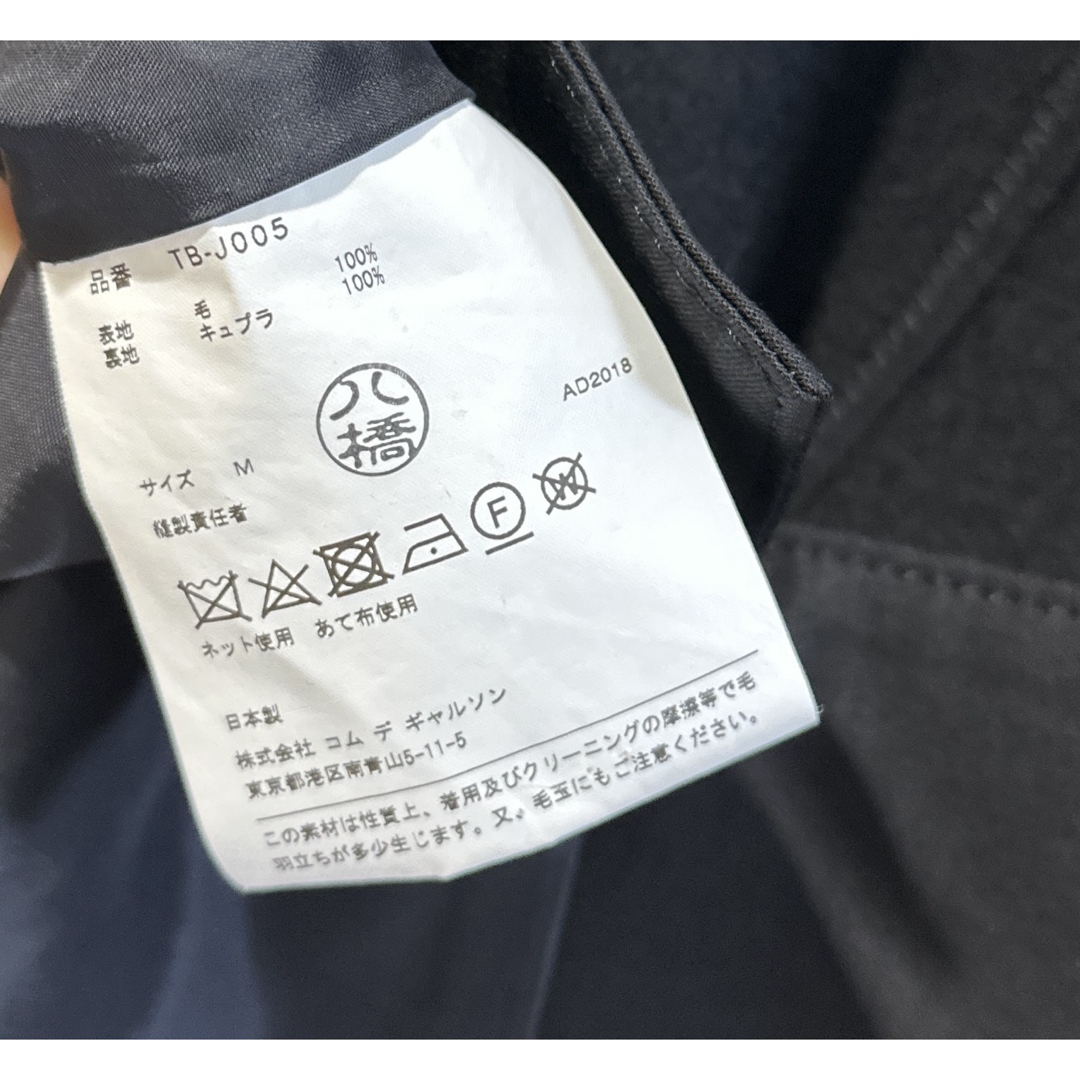 品番 TB-J005
表地 毛 100%
裏地 キュプラ 100%
八橋
AD2018
サイズ M
縫製責任者
F
W
ネット使用 あて布使用
日本製
株式会社 コム デ ギャルソン
東京都港区南青山5-11-5
この素材は性質上、着用及びクリーニングの摩擦等で毛
羽立ちが多少生じます。又、毛玉にもご注意ください。